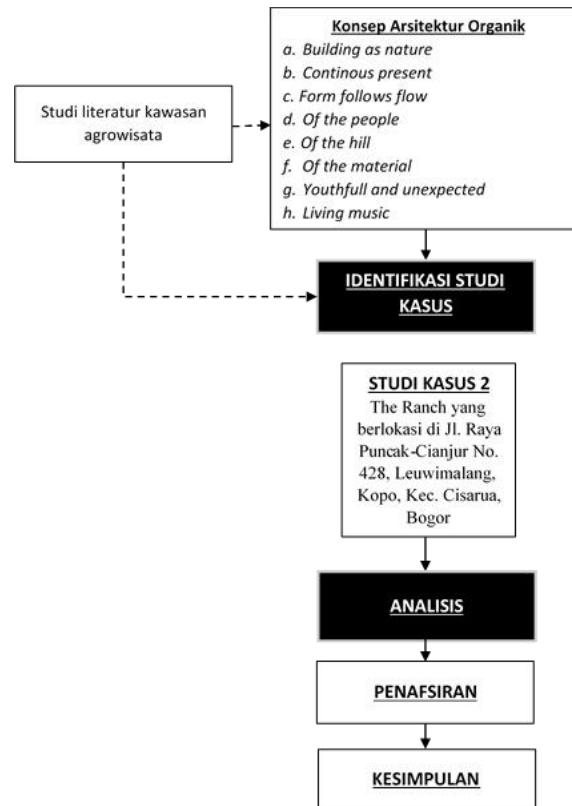 Konsep Arsitektur Organik
a. Building as nature
b. Continous present
c. Form follows flow
d. Of the people
e. Of the hill
f. Of the material
g. Youthfull and unexpected
h. Living music
Studi literatur kawasan
agrowisata
IDENTIFIKASI STUDI
KASUS
STUDI KASUS 2
The Ranch yang
berlokasi di Jl. Raya
Puncak-Cianjur No.
428, Leuwimalang,
Kopo, Kec. Cisarua,
Bogor
ANALISIS
PENAFSIRAN
KESIMPULAN